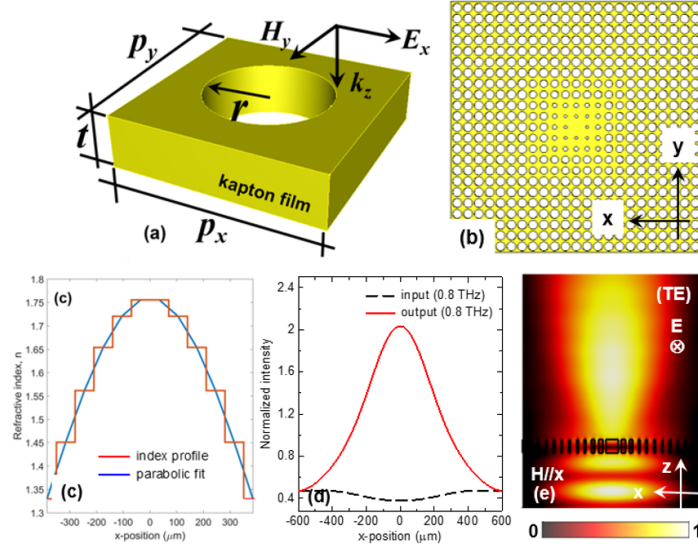 H_y
E_x
p_y
k_z
r
t
kapton film
p_x
(a)
y
x
(b)
1.8
1.75
1.7
1.65
1.6
1.55
1.5
1.45
1.4
1.35
1.3
Refractive index, n
(c)
index profile
parabolic fit
(c)
-300 -200 -100 0 100 200 300
x-position (μm)
2.4
2.0
1.6
1.2
0.8
0.4
Normalized intensity
input (0.8 THz)
output (0.8 THz)
(d)
-600 -400 -200 0 200 400 600
x-position (μm)
(TE)
E
H//x
z
(e)
x
0 1